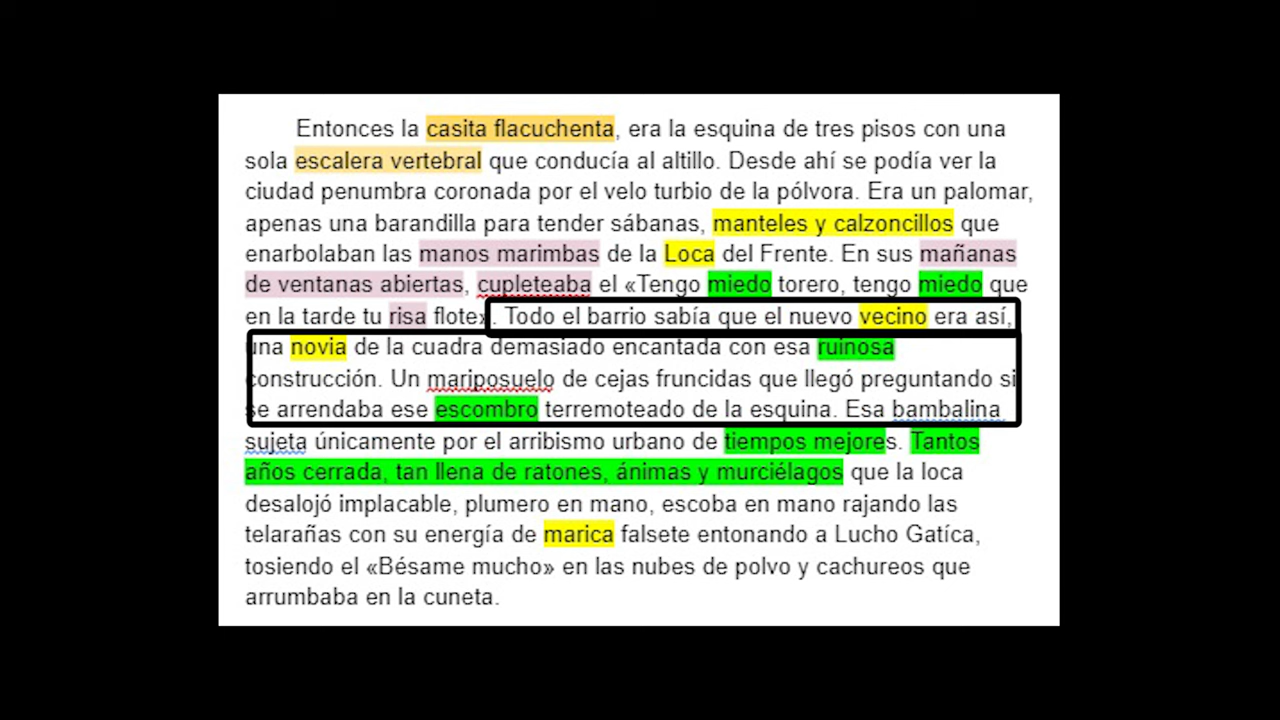 Entonces la casita flacuchenta, era la esquina de tres pisos con una
sola escalera vertebral que conducía al altillo. Desde ahí se podía ver la
ciudad penumbra coronada por el velo turbio de la pólvora. Era un palomar,
apenas una barandilla para tender sábanas, manteles y calzoncillos que
enarbolaban las manos marimbas de la Loca del Frente. En sus mañanas
de ventanas abiertas, cupleteaba el «Tengo miedo torero, tengo miedo que
en la tarde tu risa flote». Todo el barrio sabía que el nuevo vecino era así,
una novia de la cuadra demasiado encantada con esa ruinosa
construcción. Un mariposuelo de cejas fruncidas que llegó preguntando si
se arrendaba ese escombro terremoteado de la esquina. Esa bambalina
sujeta únicamente por el arribismo urbano de tiempos mejores. Tantos
años cerrada, tan llena de ratones, ánimas y murciélagos que la loca
desalojó implacable, plumero en mano, escoba en mano rajando las
telarañas con su energía de marica falsete entonando a Lucho Gatíca,
tosiendo el «Bésame mucho» en las nubes de polvo y cachureos que
arrumbaba en la cuneta.